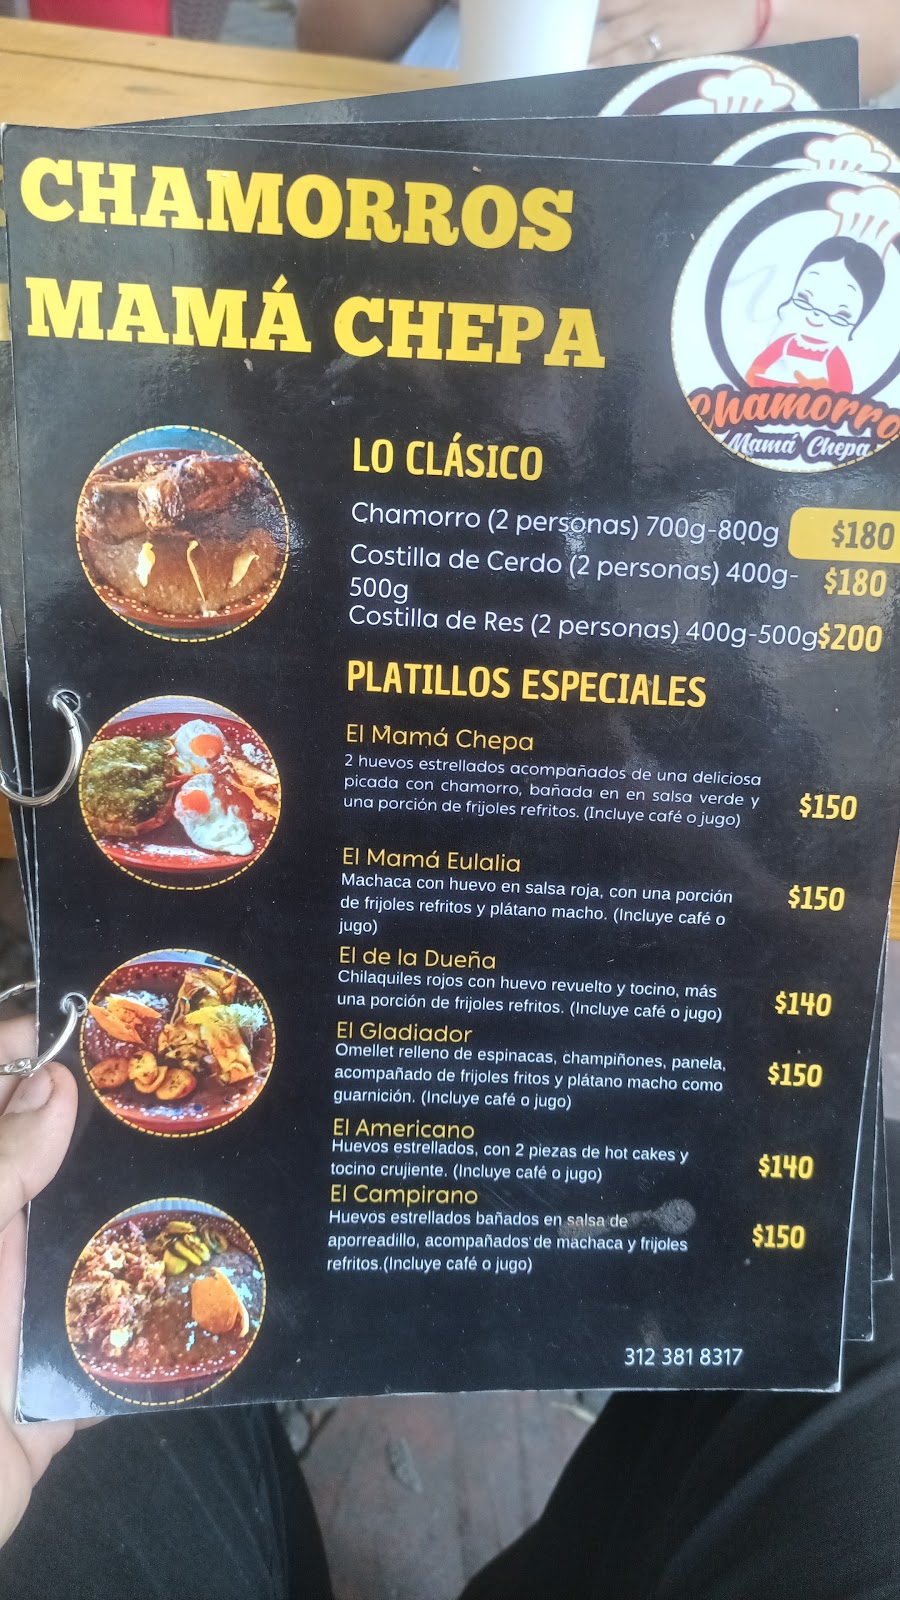 CHAMORROS
MAMÁ CHEPA
Chamorro
Mamá Chepa
LO CLÁSICO
Chamorro (2 personas) 700g-800g $180
Costilla de Cerdo (2 personas) 400g-
500g $180
Costilla de Res (2 personas) 400g-500g $200
PLATILLOS ESPECIALES
El Mamá Chepa
2 huevos estrellados acompañados de una deliciosa
picada con chamorro, bañada en en salsa verde y
una porción de frijoles refritos. (Incluye café o jugo)
$150
El Mamá Eulalia
Machaca con huevo en salsa roja, con una porción
de frijoles refritos y plátano macho. (Incluye café o
jugo)
$150
El de la Dueña
Chilaquiles rojos con huevo revuelto y tocino, más
una porción de frijoles refritos. (Incluye café o jugo)
$140
El Gladiador
Omellet relleno de espinacas, champiñones, panela,
acompañado de frijoles fritos y plátano macho como
guarnición. (Incluye café o jugo)
$150
El Americano
Huevos estrellados, con 2 piezas de hot cakes y
tocino crujiente. (Incluye café o jugo)
$140
El Campirano
Huevos estrellados bañados en salsa de
aporreadillo, acompañados de machaca y frijoles
refritos.(Incluye café o jugo)
$150
312 381 8317